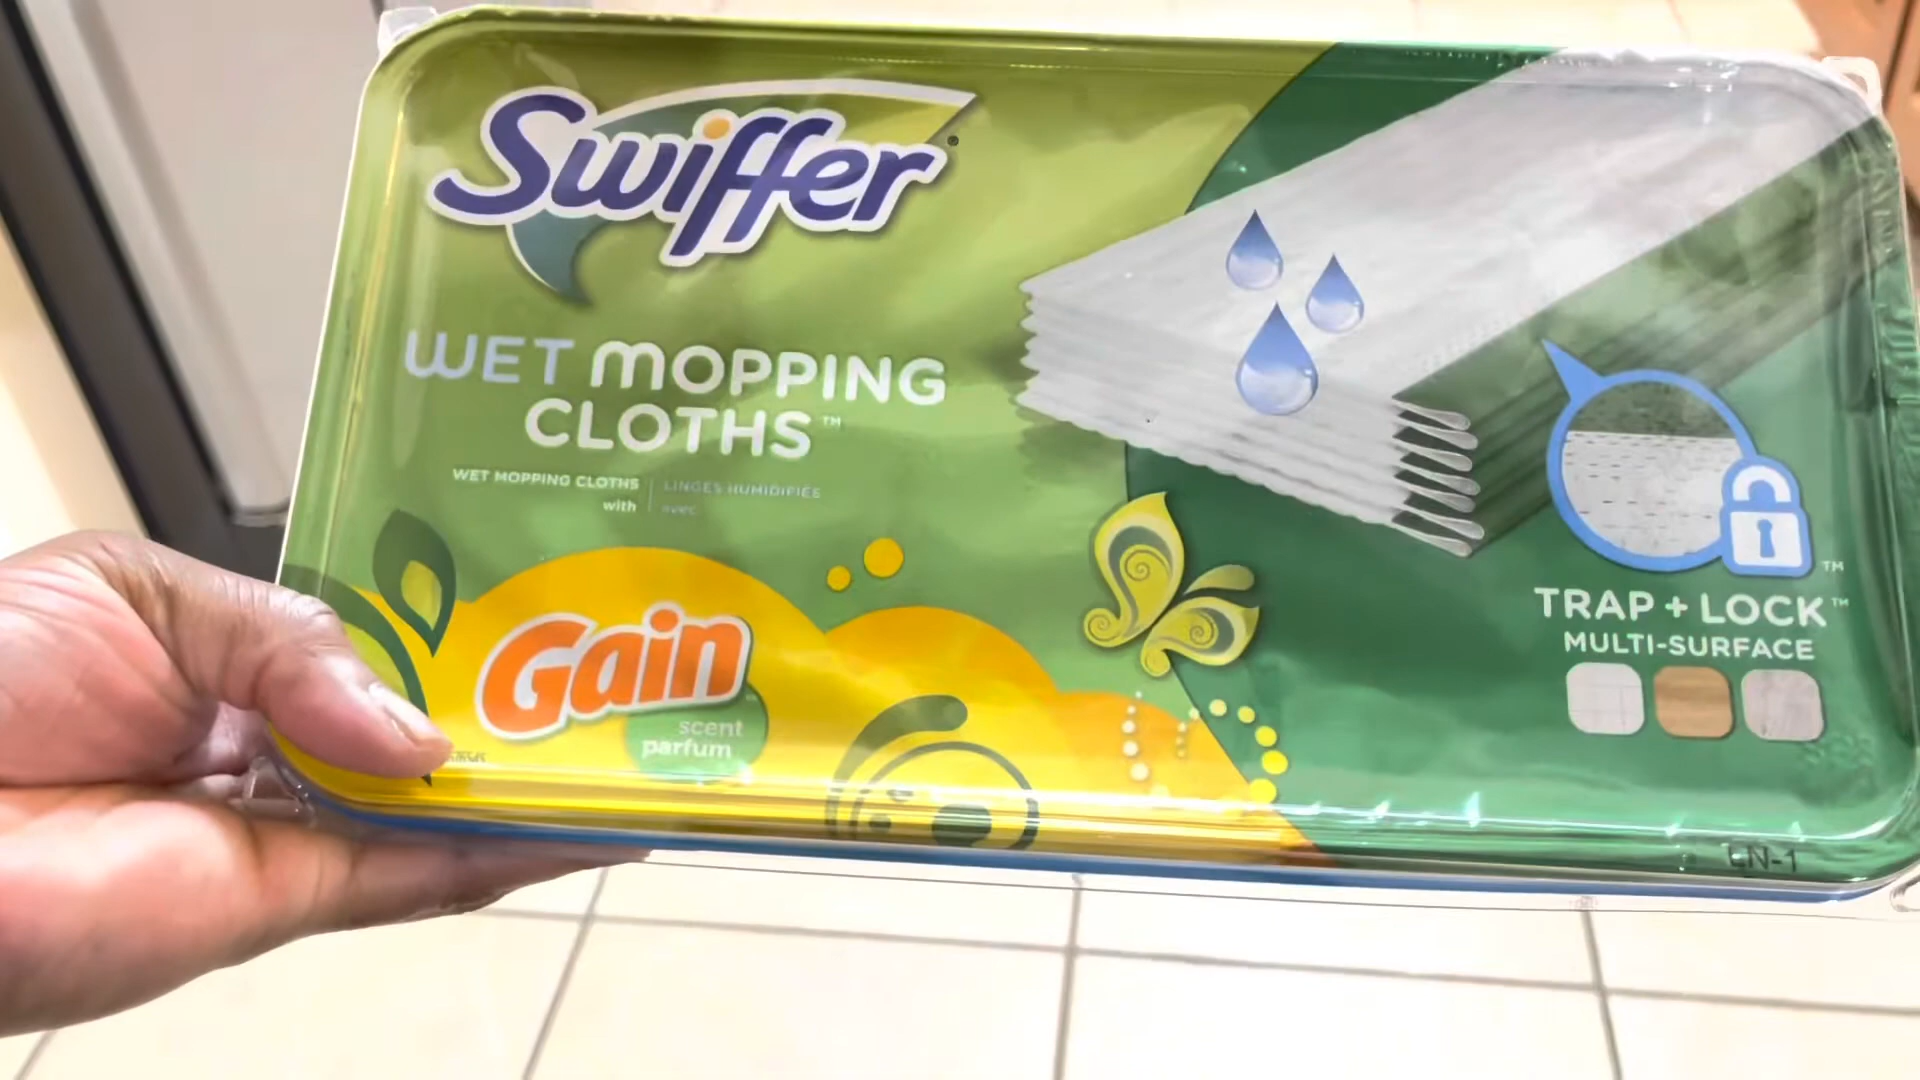 Swiffer®
WET MOPPING
CLOTHS™
WET MOPPING CLOTHS
with
LINGES HUMIDIFIÉS
avec
Gain
scent
parfum
™
TRAP + LOCK™
MULTI-SURFACE
LN-1